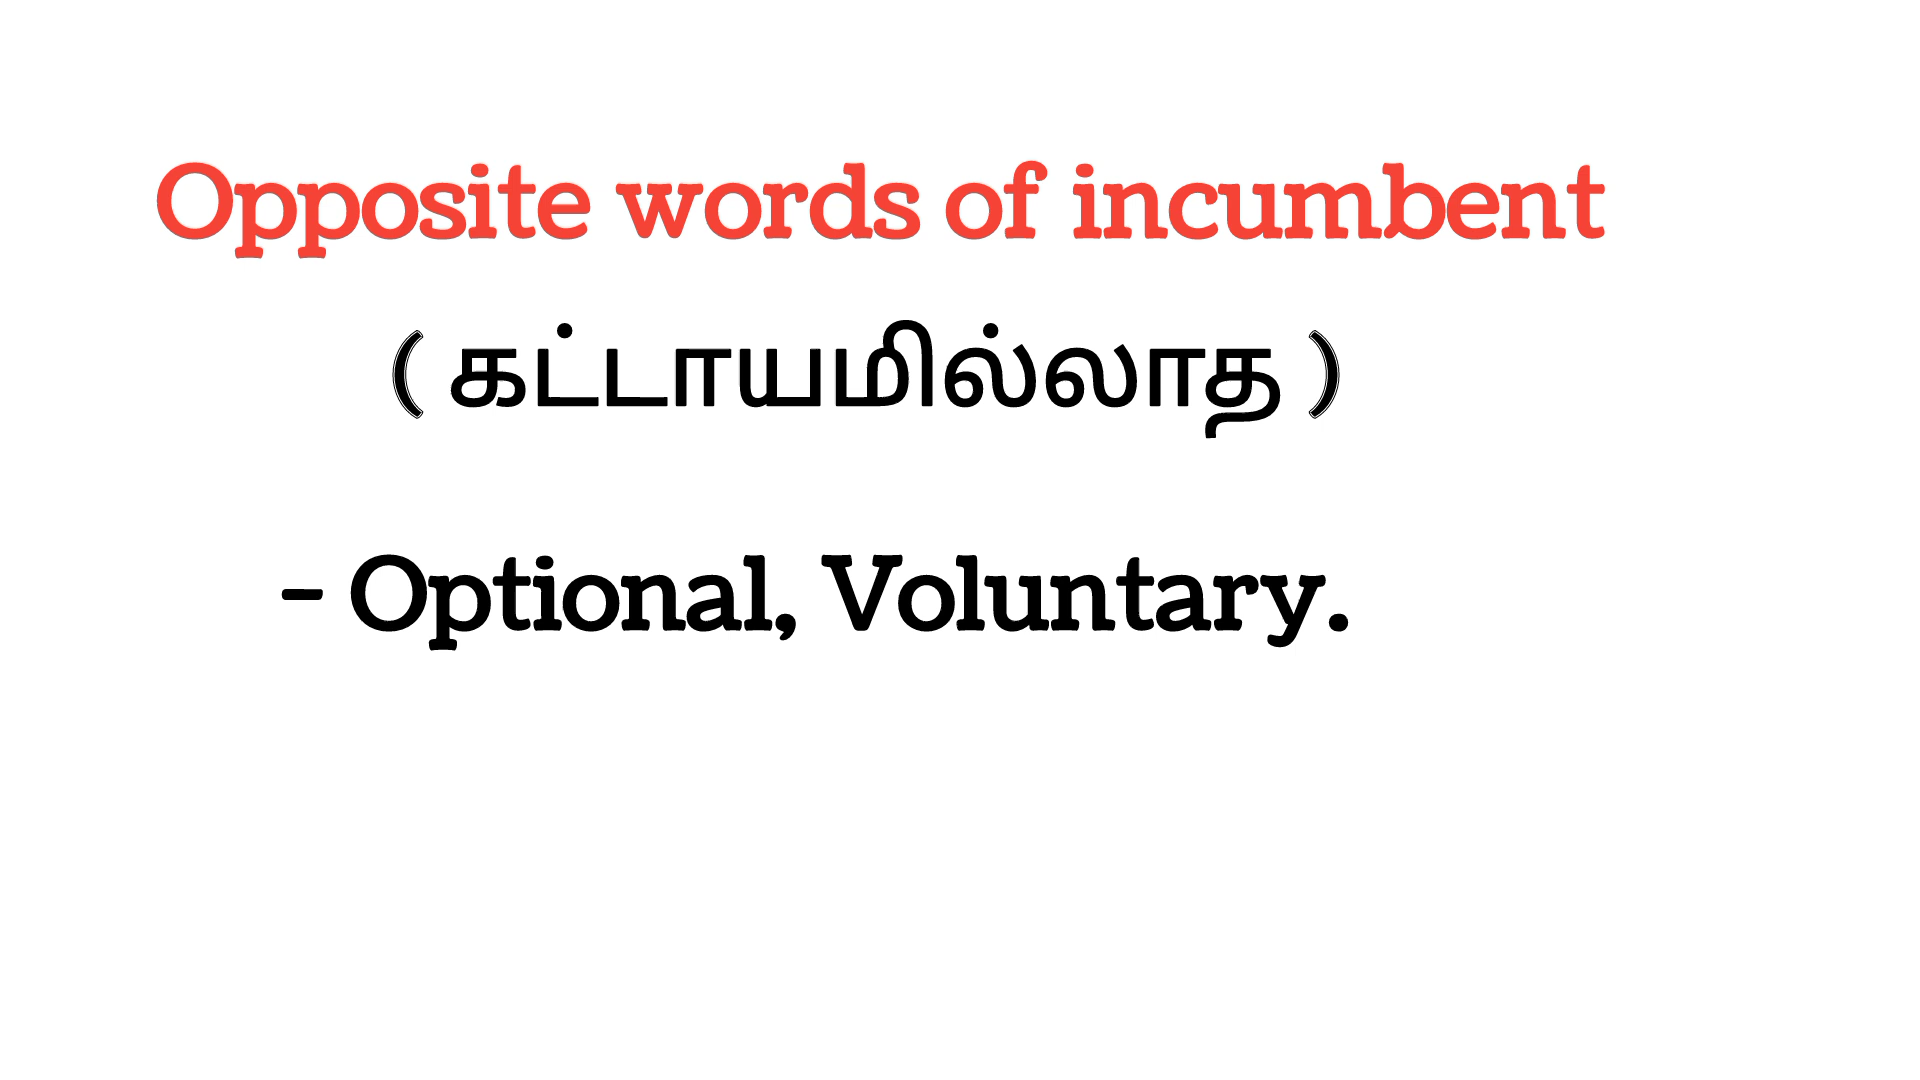 Opposite words of incumbent
( கட்டாயமில்லாத )
- Optional, Voluntary.